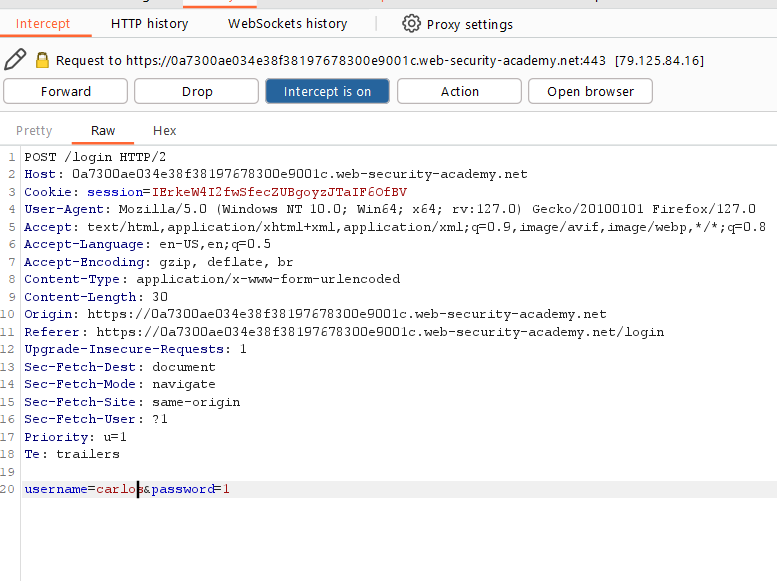 Intercept HTTP history WebSockets history Proxy settings
Request to https://0a7300ae034e38f38197678300e9001c.web-security-academy.net:443 [79.125.84.16]
Forward Drop Intercept is on Action Open browser
Pretty Raw Hex
1 POST /login HTTP/2
2 Host: 0a7300ae034e38f38197678300e9001c.web-security-academy.net
3 Cookie: session=IErkeW4I2fwSfecZUBgoyzJTaIF6OfBV
4 User-Agent: Mozilla/5.0 (Windows NT 10.0; Win64; x64; rv:127.0) Gecko/20100101 Firefox/127.0
5 Accept: text/html,application/xhtml+xml,application/xml;q=0.9,image/avif,image/webp,*/*;q=0.8
6 Accept-Language: en-US,en;q=0.5
7 Accept-Encoding: gzip, deflate, br
8 Content-Type: application/x-www-form-urlencoded
9 Content-Length: 30
10 Origin: https://0a7300ae034e38f38197678300e9001c.web-security-academy.net
11 Referer: https://0a7300ae034e38f38197678300e9001c.web-security-academy.net/login
12 Upgrade-Insecure-Requests: 1
13 Sec-Fetch-Dest: document
14 Sec-Fetch-Mode: navigate
15 Sec-Fetch-Site: same-origin
16 Sec-Fetch-User: ?1
17 Priority: u=1
18 Te: trailers
19
20 username=carlos&password=1